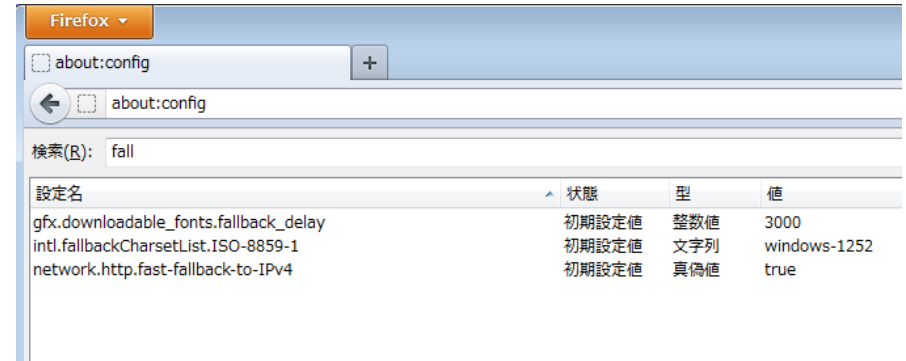 Firefox
about:config
about:config
検索(R): fall
設定名 状態 型 値
gfx.downloadable_fonts.fallback_delay 初期設定値 整数値 3000
intl.fallbackCharsetList.ISO-8859-1 初期設定値 文字列 windows-1252
network.http.fast-fallback-to-IPv4 初期設定値 真偽値 true